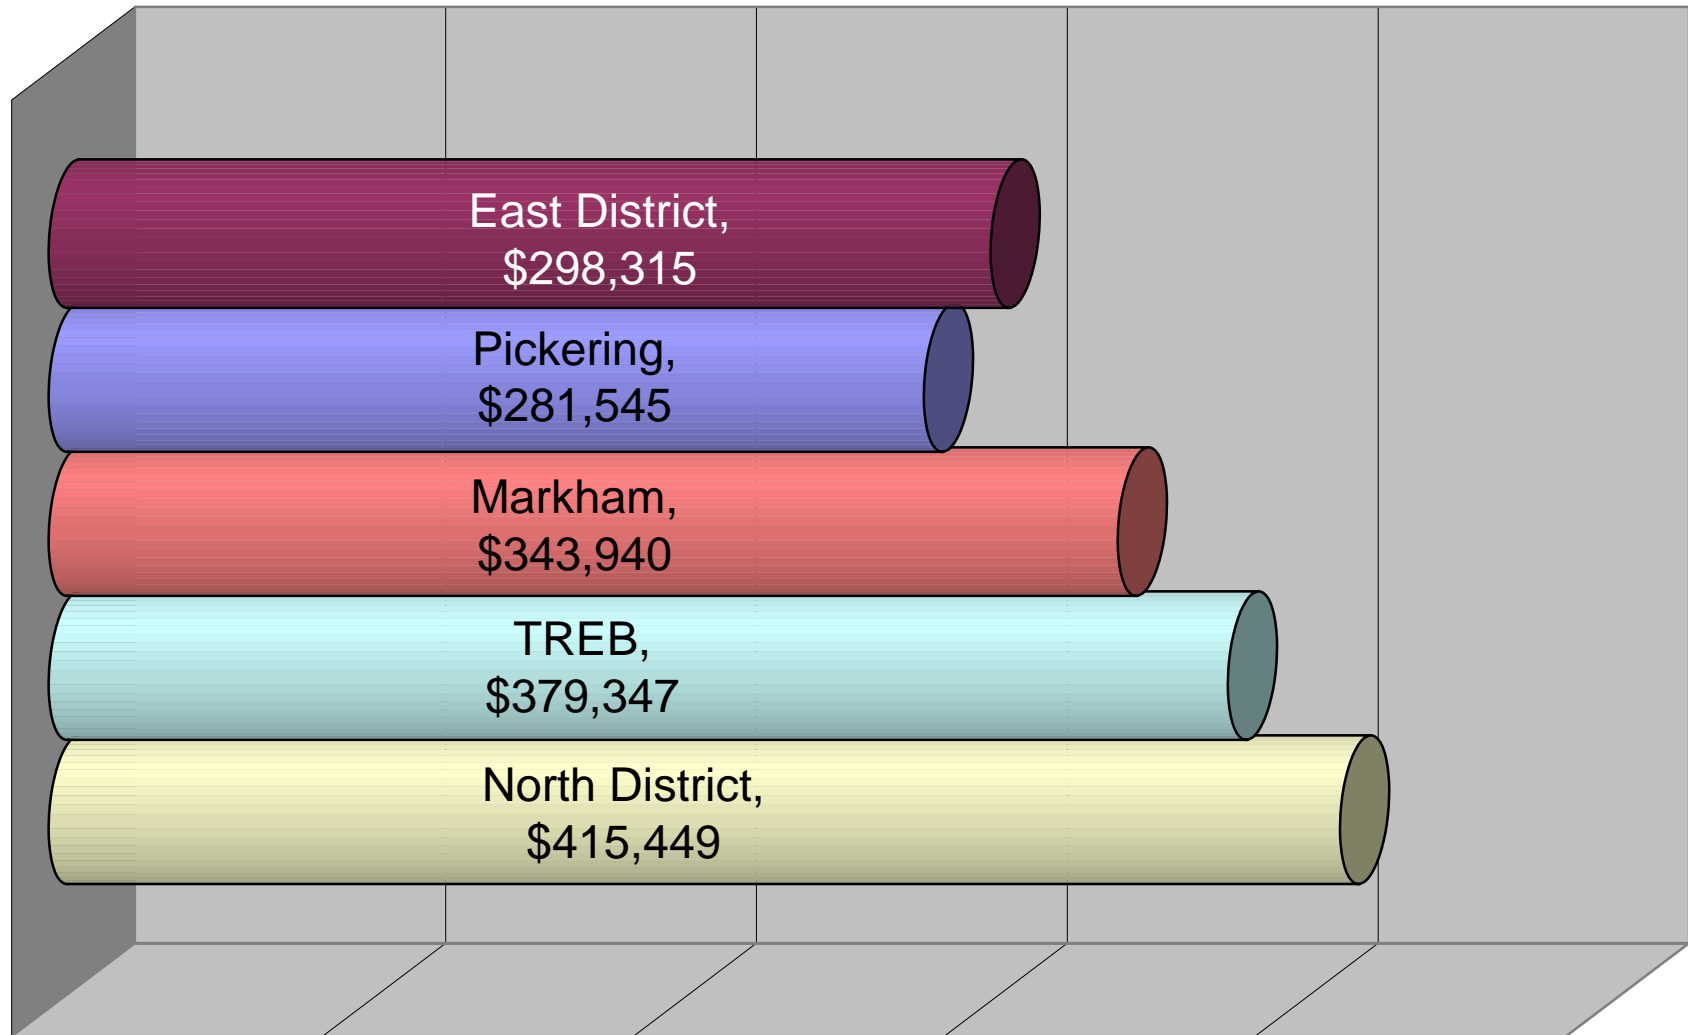 East District,
$298,315
Pickering,
$281,545
Markham,
$343,940
TREB,
$379,347
North District,
$415,449